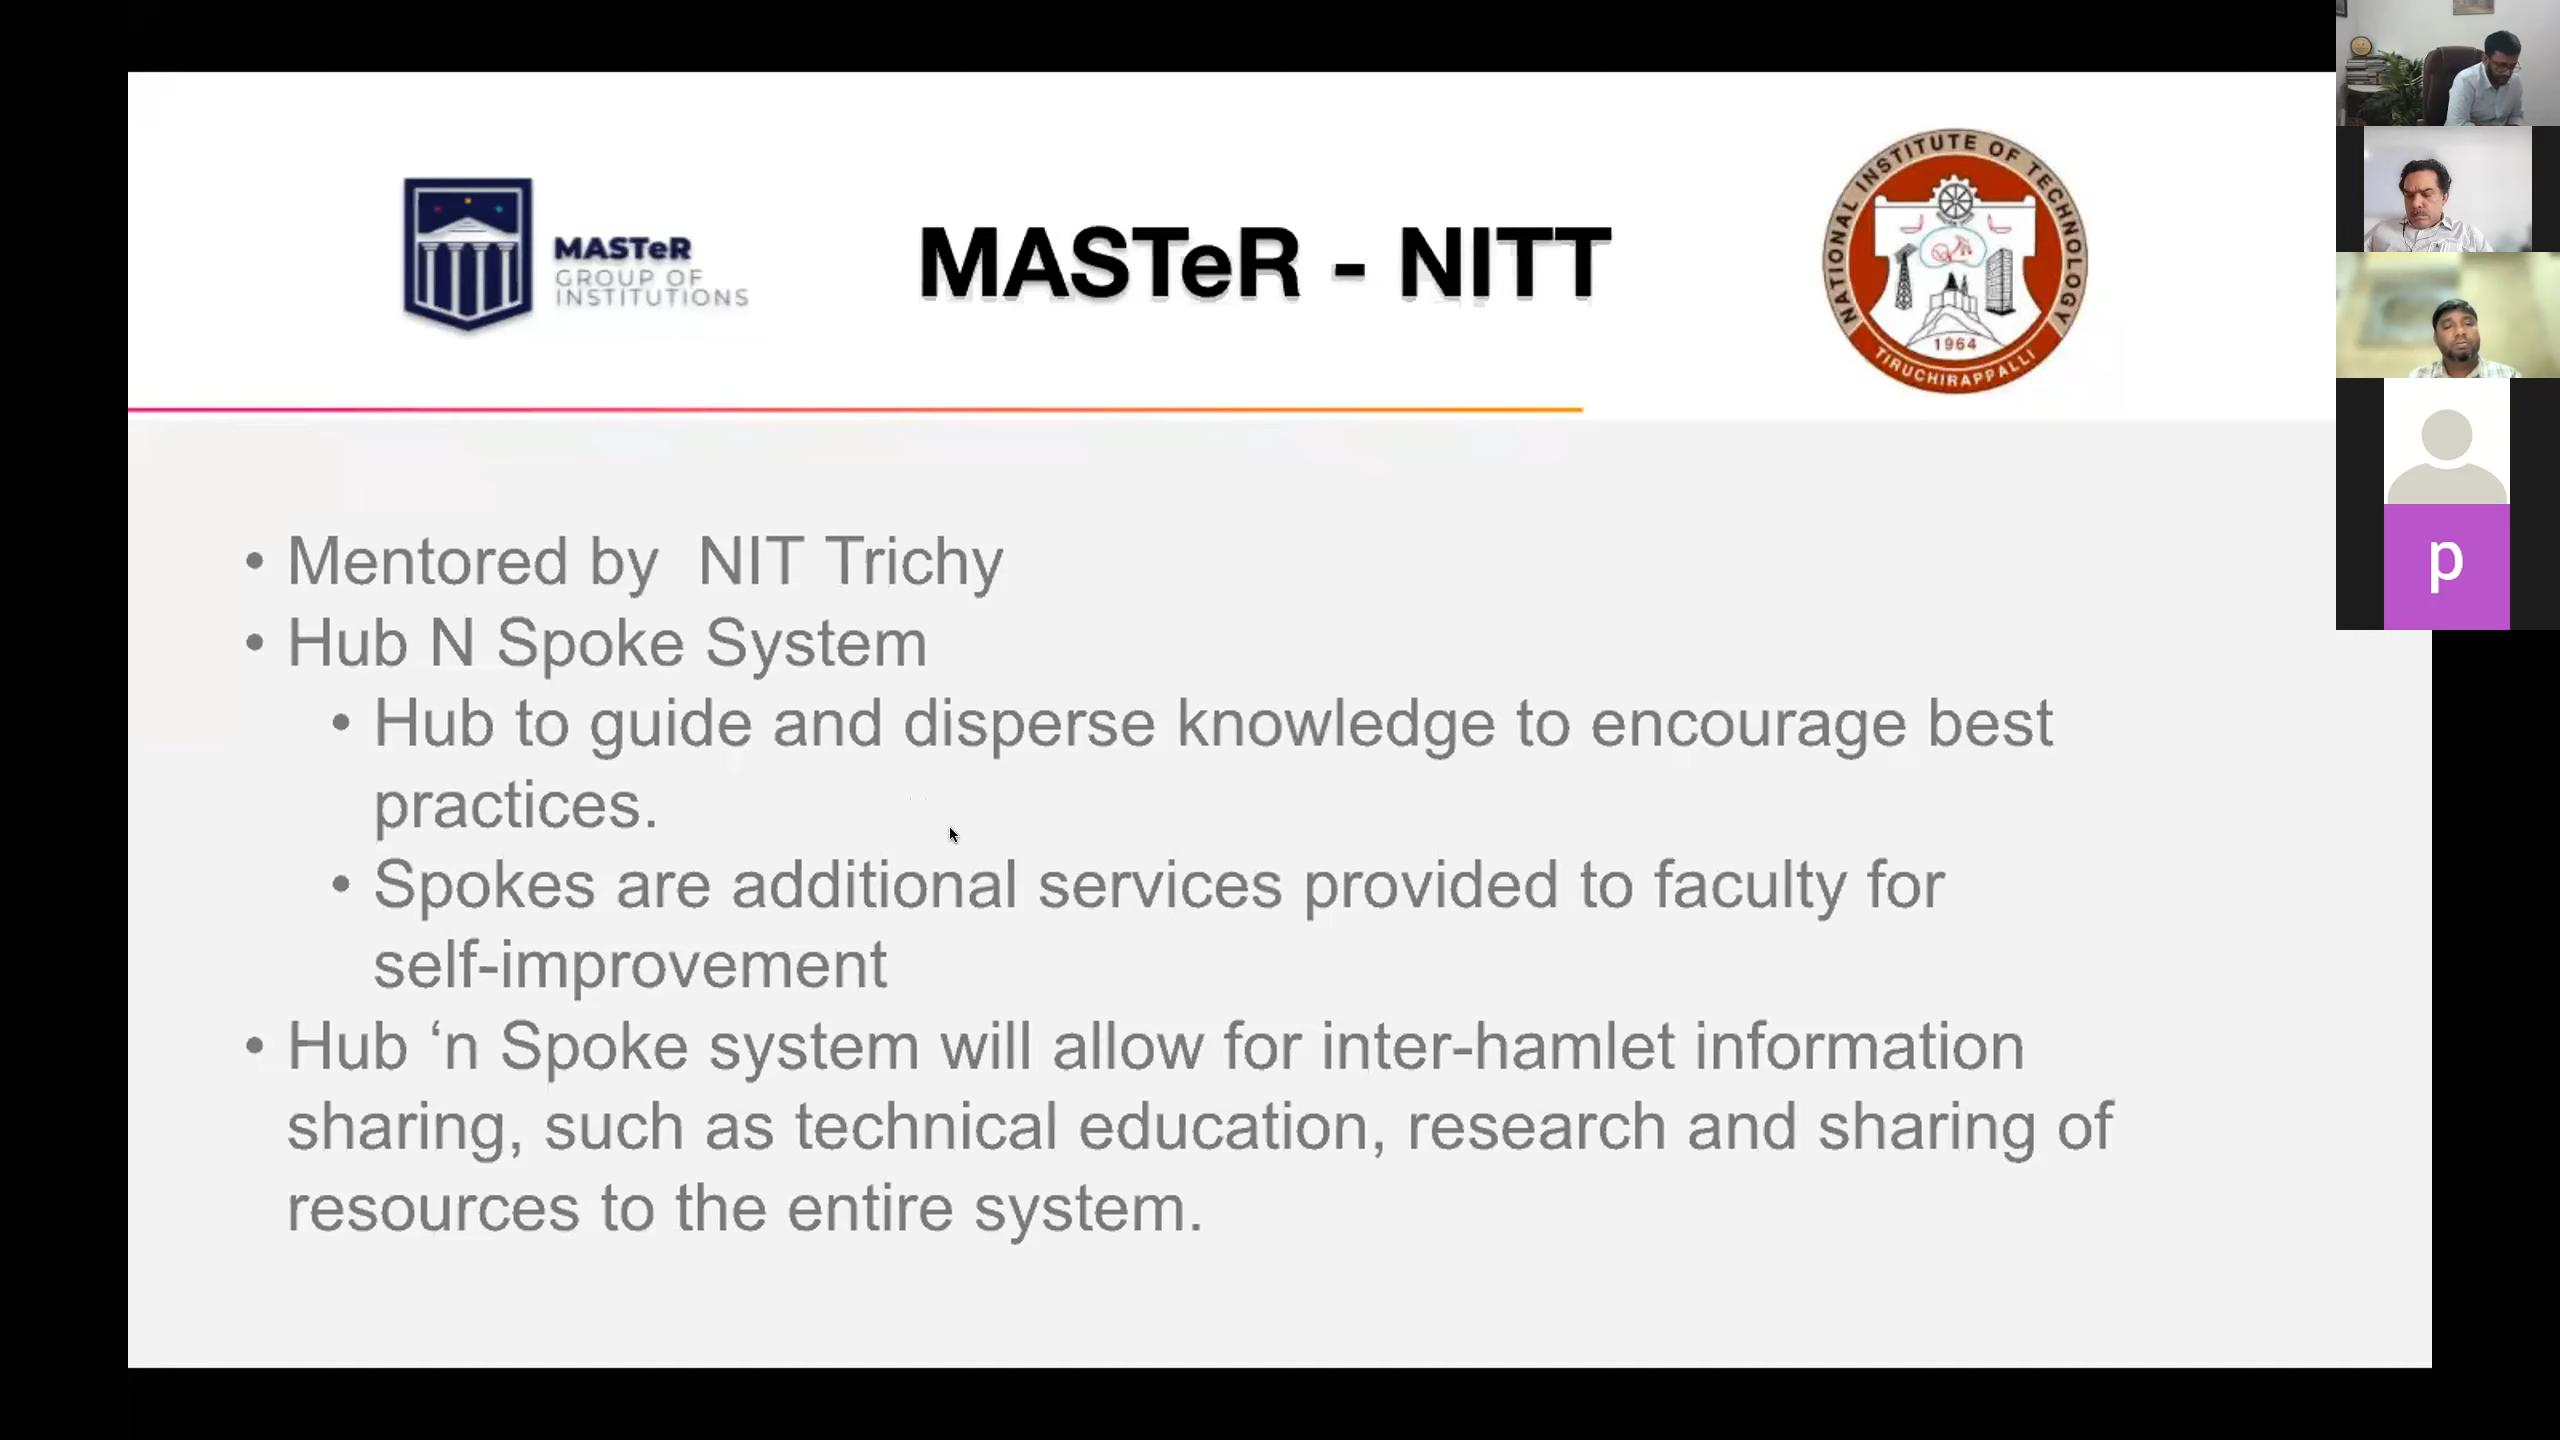 MASTeR
GROUP OF
INSTITUTIONS
MASTeR - NITT
NATIONAL INSTITUTE OF TECHNOLOGY
1964
TIRUCHIRAPPALLI
• Mentored by  NIT Trichy
• Hub N Spoke System
• Hub to guide and disperse knowledge to encourage best
practices.
• Spokes are additional services provided to faculty for
self-improvement
• Hub ‘n Spoke system will allow for inter-hamlet information
sharing, such as technical education, research and sharing of
resources to the entire system.
p